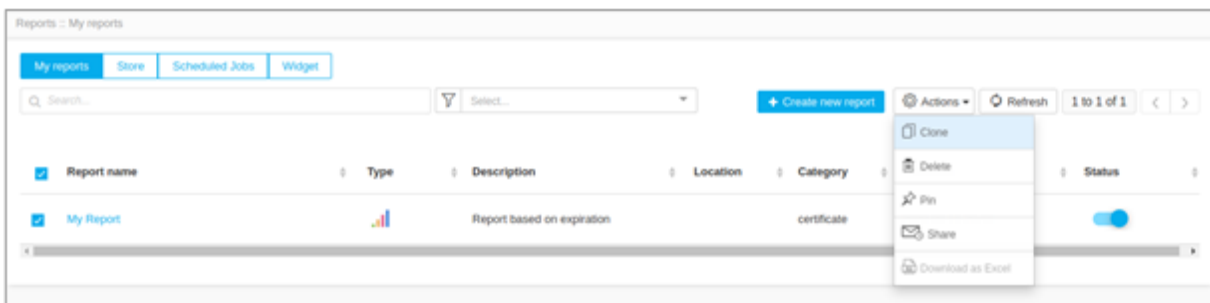 Reports :: My reports
My reports Store Scheduled Jobs Widget
Search... Select... + Create new report Actions Refresh 1 to 1 of 1
Clone
Delete
Report name Type Description Location Category Status
Pin
My Report Report based on expiration certificate
Share
Download as Excel